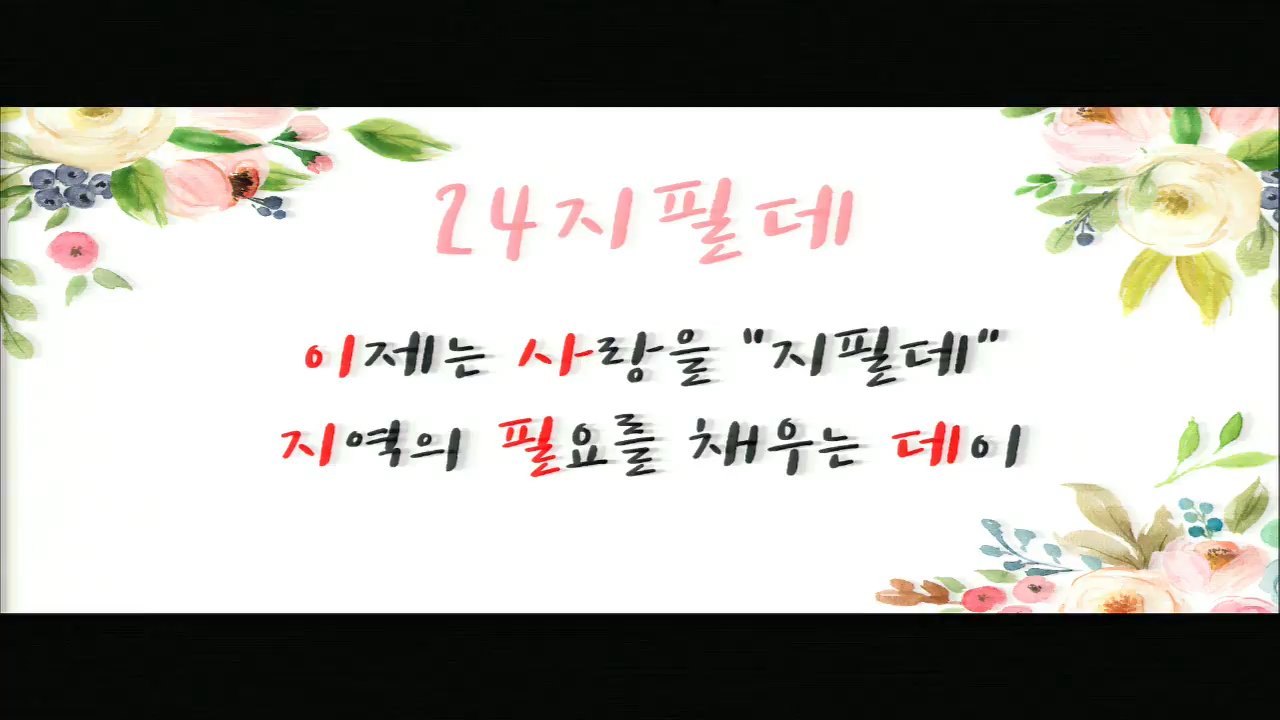 24지필데
이제는 사랑을 "지필데"
지역의 필요를 채우는 데이